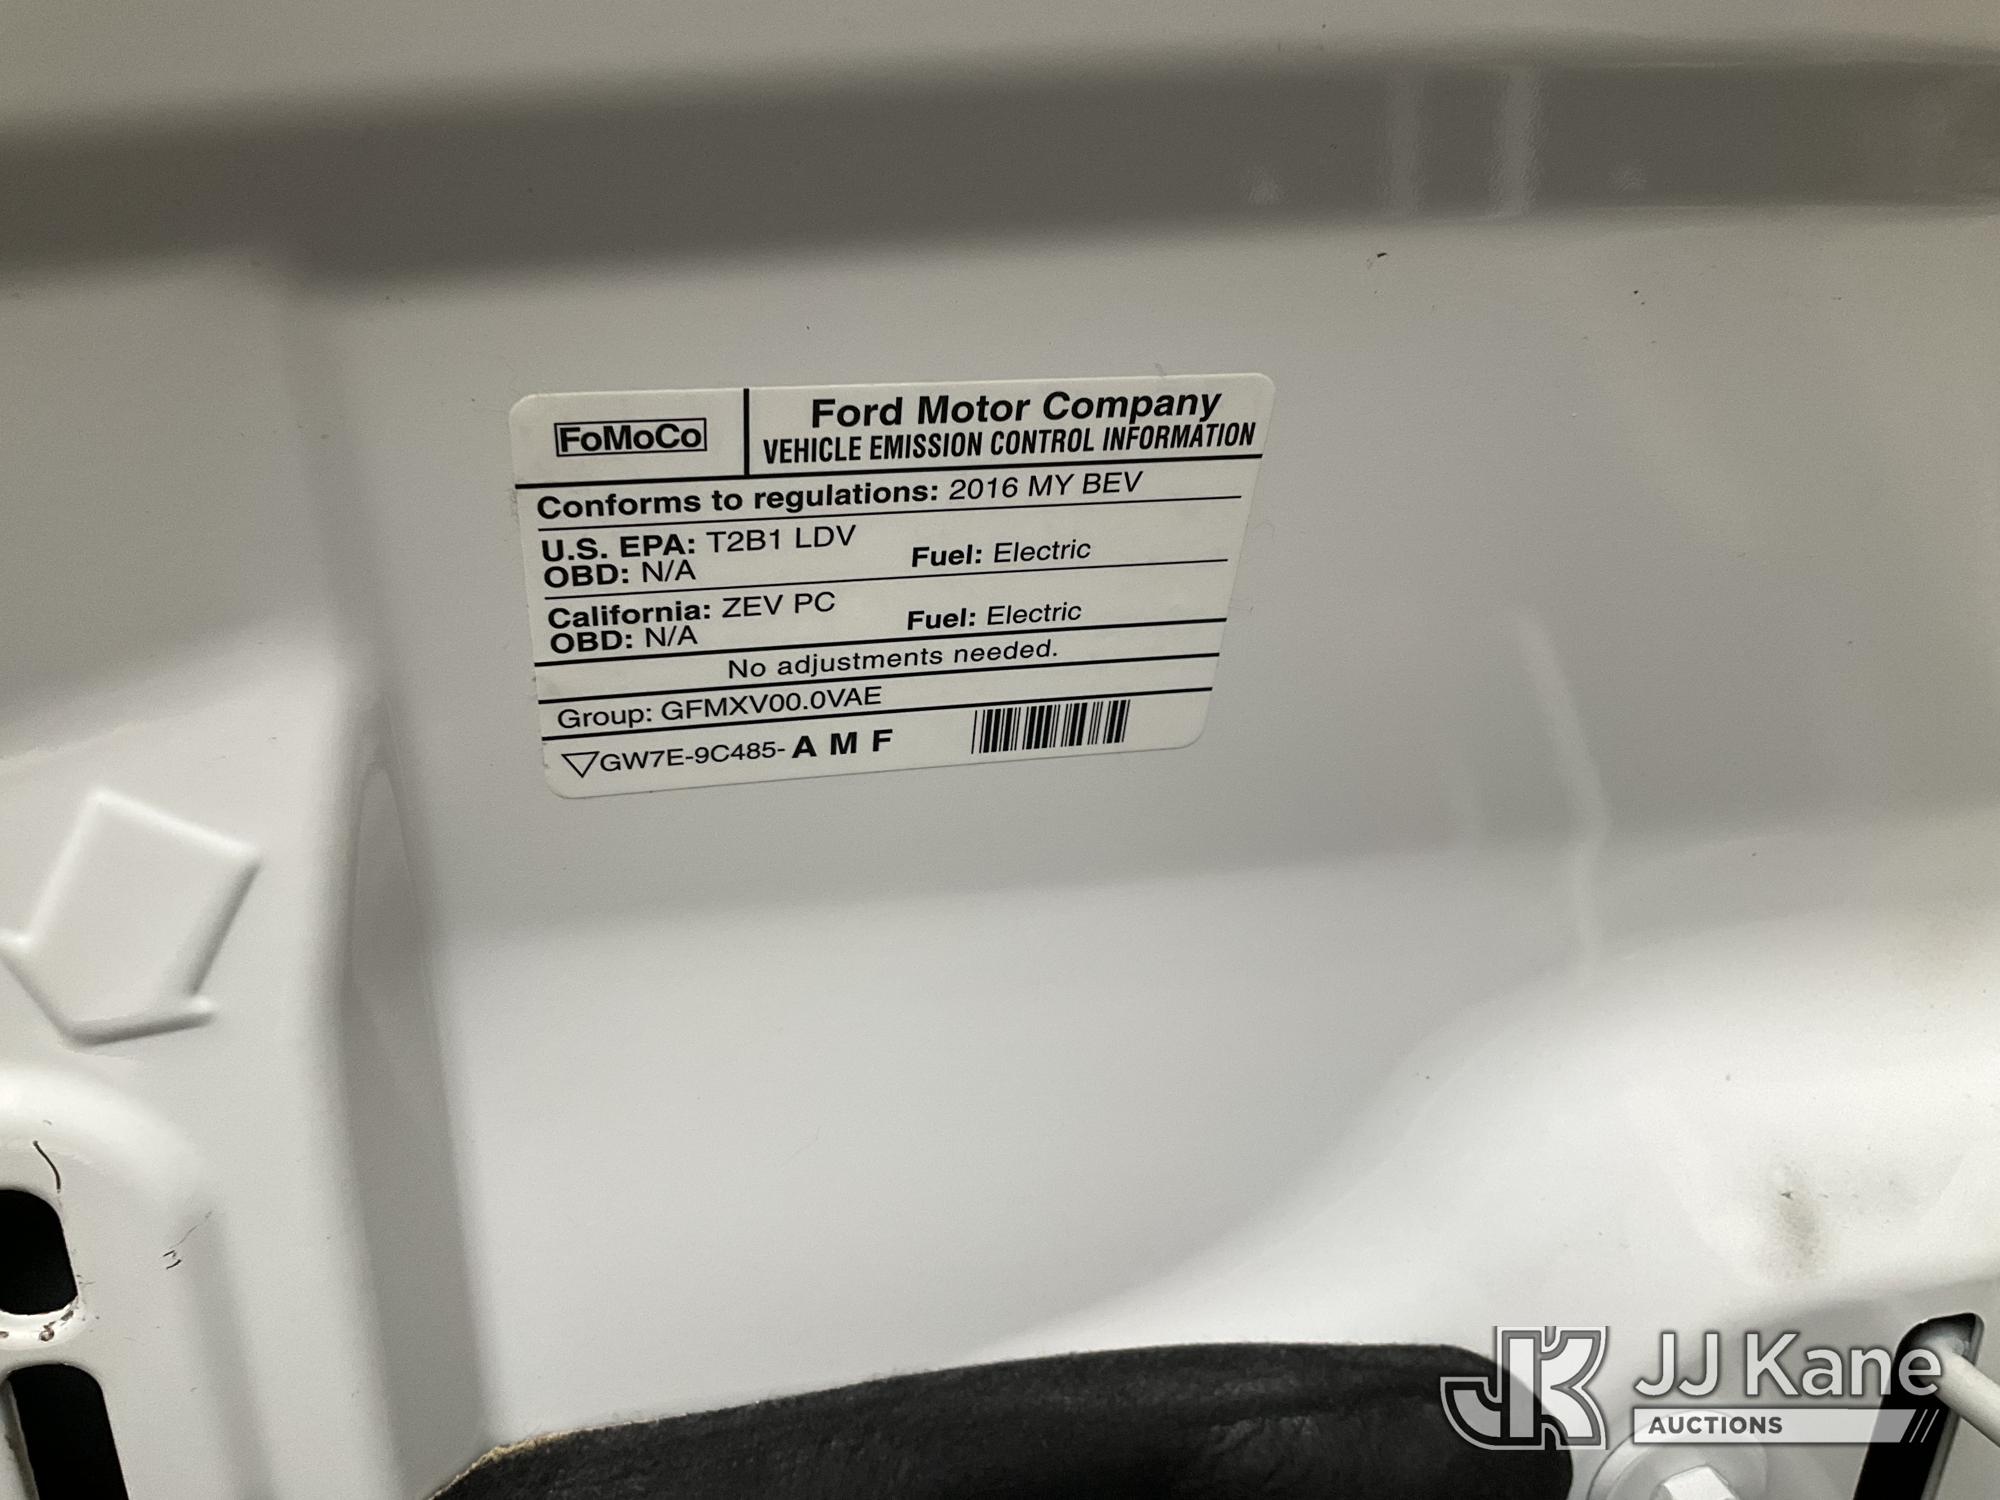 FoMoCo
Ford Motor Company
VEHICLE EMISSION CONTROL INFORMATION
Conforms to regulations: 2016 MY BEV
U.S. EPA: T2B1 LDV
Fuel: Electric
OBD: N/A
California: ZEV PC
Fuel: Electric
OBD: N/A
No adjustments needed.
Group: GFMXV00.0VAE
GW7E-9C485-A M F
JK JJ Kane
AUCTIONS